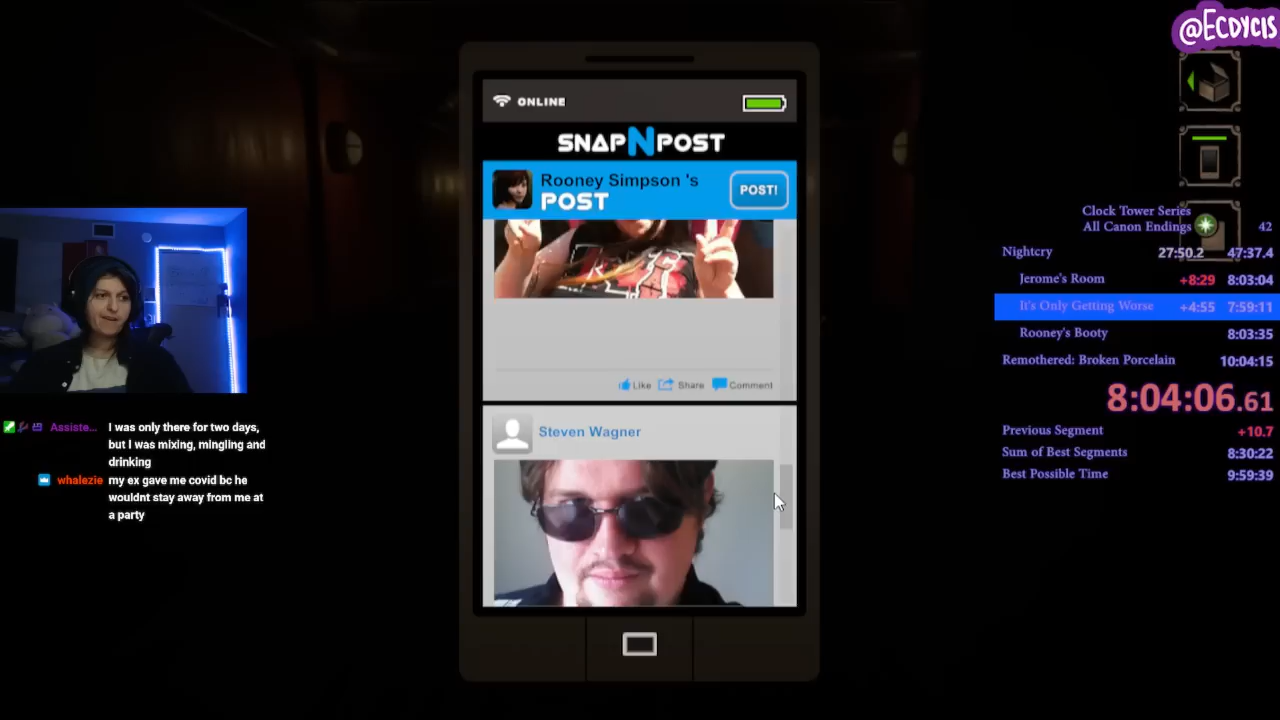 @ECDYCIS
ONLINE
SNAPNPOST
Rooney Simpson 's
POST
POST!
Like Share Comment
Steven Wagner
Assiste... I was only there for two days,
but I was mixing, mingling and
drinking
whalezie my ex gave me covid bc he
wouldnt stay away from me at
a party
Clock Tower Series
All Canon Endings 42
Nightcry 27:50.2 47:37.4
Jerome's Room +8:29 8:03:04
It's Only Getting Worse +4:55 7:59:11
Rooney's Booty 8:03:35
Remothered: Broken Porcelain 10:04:15
8:04:06.61
Previous Segment +10.7
Sum of Best Segments 8:30:22
Best Possible Time 9:59:39